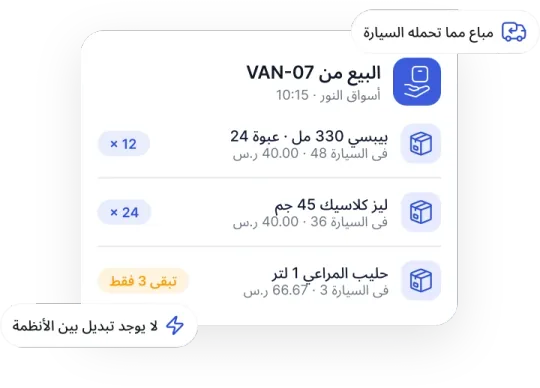 مباع مما تحمله السيارة
البيع من VAN-07
أسواق النور · 10:15
بيبسي 330 مل · عبوة 24
في السيارة 48 · 40.00 ر.س
× 12
ليز كلاسيك 45 جم
في السيارة 36 · 40.00 ر.س
× 24
حليب المراعي 1 لتر
في السيارة 3 · 66.67 ر.س
تبقى 3 فقط
لا يوجد تبديل بين الأنظمة